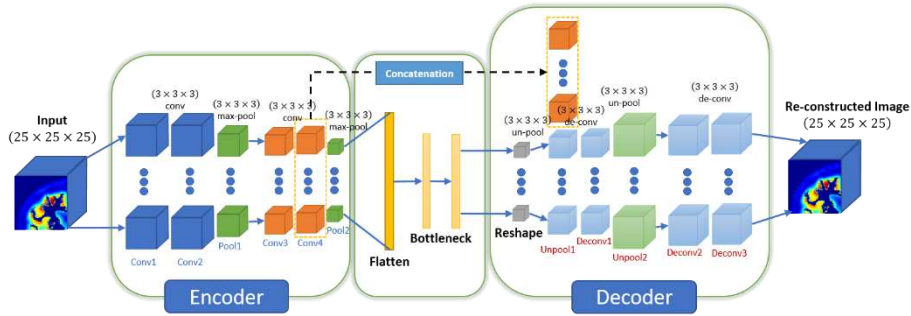 Input
(25 × 25 × 25)
(3 × 3 × 3)
conv
(3 × 3 × 3)
max-pool
(3 × 3 × 3)
conv
(3 × 3 × 3)
max-pool
Concatenation
(3 × 3 × 3)
un-pool
(3 × 3 × 3)
de-conv
(3 × 3 × 3)
un-pool
(3 × 3 × 3)
de-conv
Re-constructed Image
(25 × 25 × 25)
Conv1
Conv2
Pool1
Conv3
Conv4
Pool2
Flatten
Bottleneck
Reshape
Unpool1
Deconv1
Unpool2
Deconv2
Deconv3
Encoder
Decoder